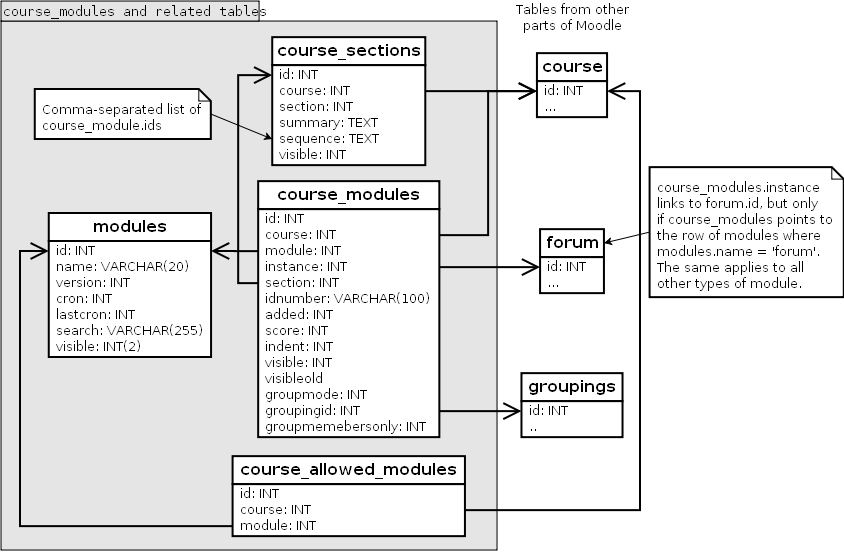 course_modules and related tables
Tables from other
parts of Moodle
course_sections
id: INT
course: INT
section: INT
summary: TEXT
sequence: TEXT
visible: INT
course
id: INT
...
Comma-separated list of
course_module.ids
course_modules
id: INT
course: INT
module: INT
instance: INT
section: INT
idnumber: VARCHAR(100)
added: INT
score: INT
indent: INT
visible: INT
visibleold
groupmode: INT
groupingid: INT
groupmemebersonly: INT
modules
id: INT
name: VARCHAR(20)
version: INT
cron: INT
lastcron: INT
search: VARCHAR(255)
visible: INT(2)
forum
id: INT
...
course_modules.instance
links to forum.id, but only
if course_modules points to
the row of modules where
modules.name = 'forum'.
The same applies to all
other types of module.
groupings
id: INT
..
course_allowed_modules
id: INT
course: INT
module: INT